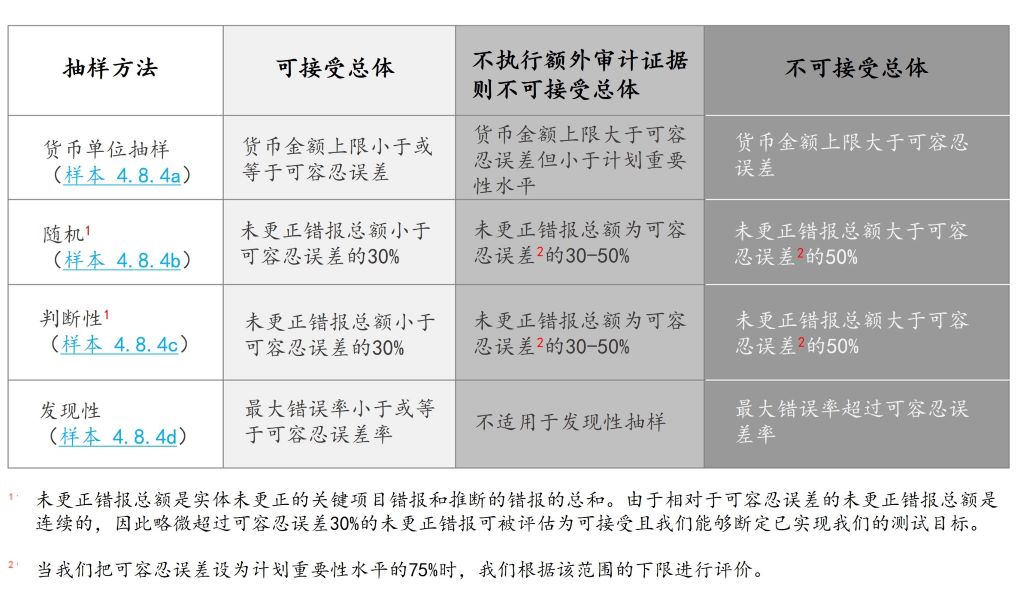 抽样方法
可接受总体
不执行额外审计证据
则不可接受总体
不可接受总体
货币单位抽样
（样本 4.8.4a）
货币金额上限小于或
等于可容忍误差
货币金额上限大于可容
忍误差但小于计划重要
性水平
货币金额上限大于可容忍
误差
随机1
（样本 4.8.4b）
未更正错报总额小于
可容忍误差的30%
未更正错报总额为可容
忍误差2的30-50%
未更正错报总额大于可容
忍误差2的50%
判断性1
（样本 4.8.4c）
未更正错报总额小于
可容忍误差的30%
未更正错报总额为可容
忍误差2的30-50%
未更正错报总额大于可容
忍误差2的50%
发现性
（样本 4.8.4d）
最大错误率小于或等
于可容忍误差率
不适用于发现性抽样
最大错误率超过可容忍误
差率
1. 未更正错报总额是实体未更正的关键项目错报和推断的错报的总和。由于相对于可容忍误差的未更正错报总额是
连续的，因此略微超过可容忍误差30%的未更正错报可被评估为可接受且我们能够断定已实现我们的测试目标。
2. 当我们把可容忍误差设为计划重要性水平的75%时，我们根据该范围的下限进行评价。